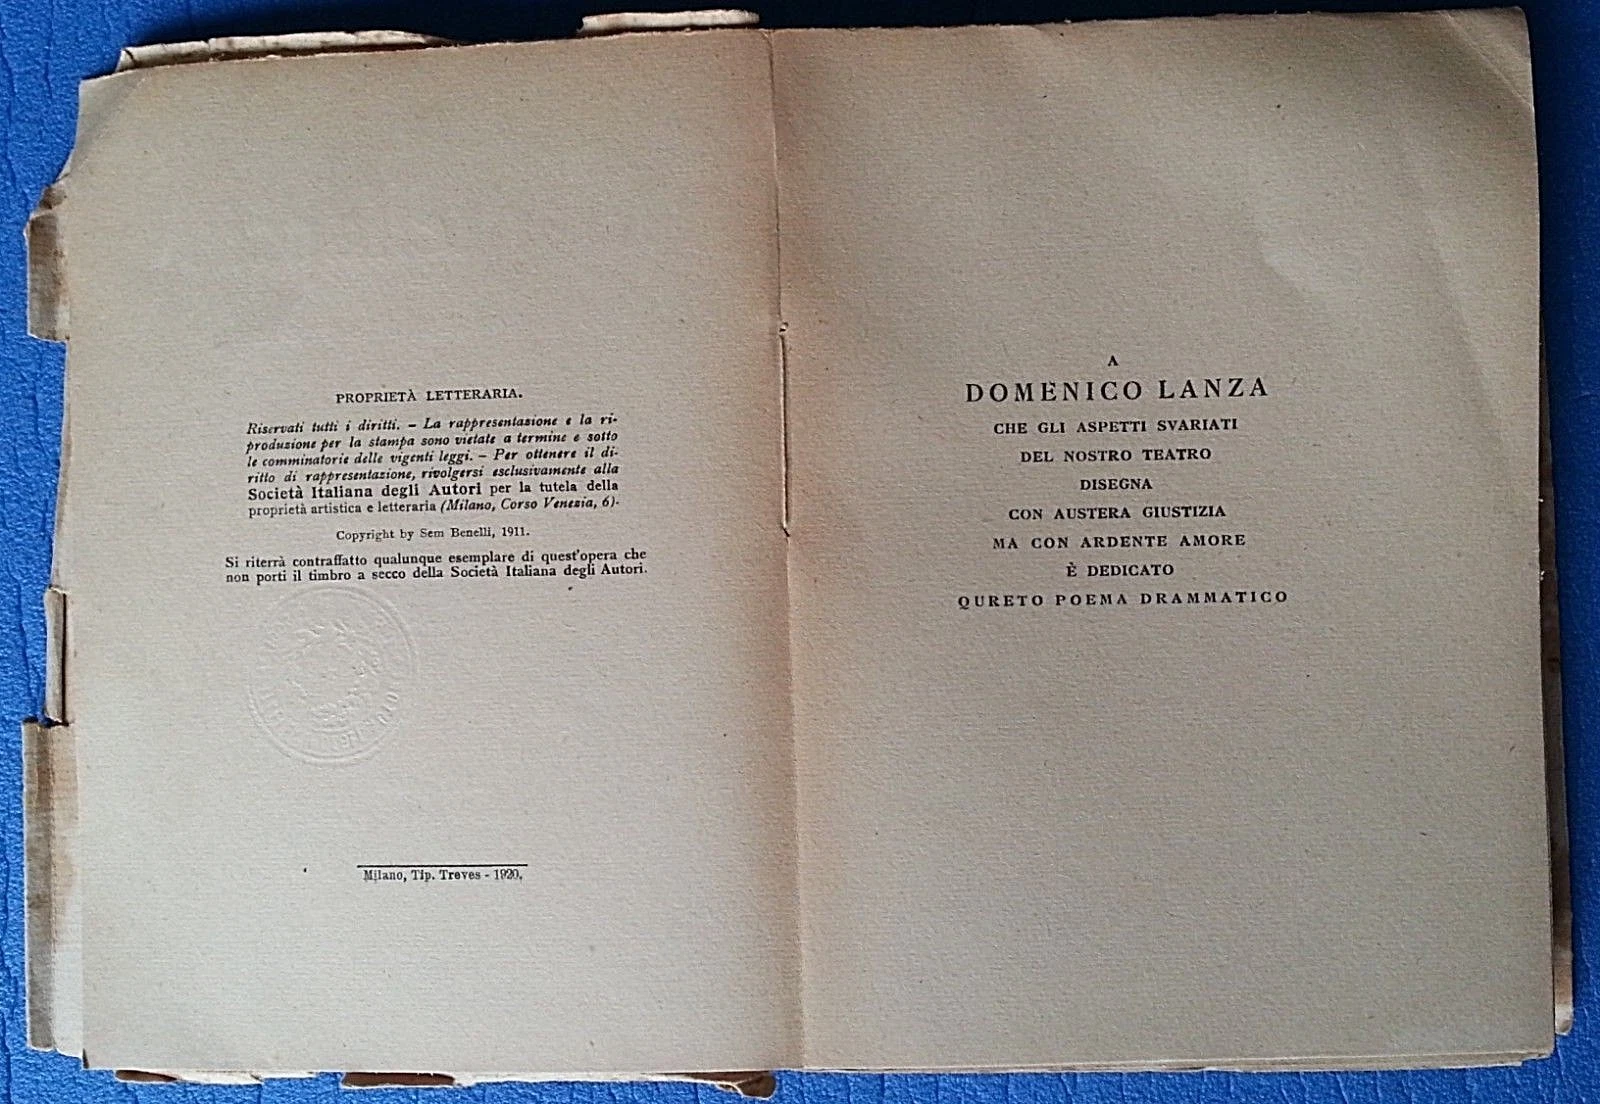 PROPRIETÀ LETTERARIA.
Riservati tutti i diritti. – La rappresentazione e la ri-
produzione per la stampa sono vietate a termine e sotto
le comminatorie delle vigenti leggi. – Per ottenere il di-
ritto di rappresentazione, rivolgersi esclusivamente alla
Società Italiana degli Autori per la tutela della
proprietà artistica e letteraria (Milano, Corso Venezia, 6).
Copyright by Sem Benelli, 1911.
Si riterrà contraffatto qualunque esemplare di quest'opera che
non porti il timbro a secco della Società Italiana degli Autori.
Milano, Tip. Treves - 1920.
A
DOMENICO LANZA
CHE GLI ASPETTI SVARIATI
DEL NOSTRO TEATRO
DISEGNA
CON AUSTERA GIUSTIZIA
MA CON ARDENTE AMORE
È DEDICATO
QURETO POEMA DRAMMATICO